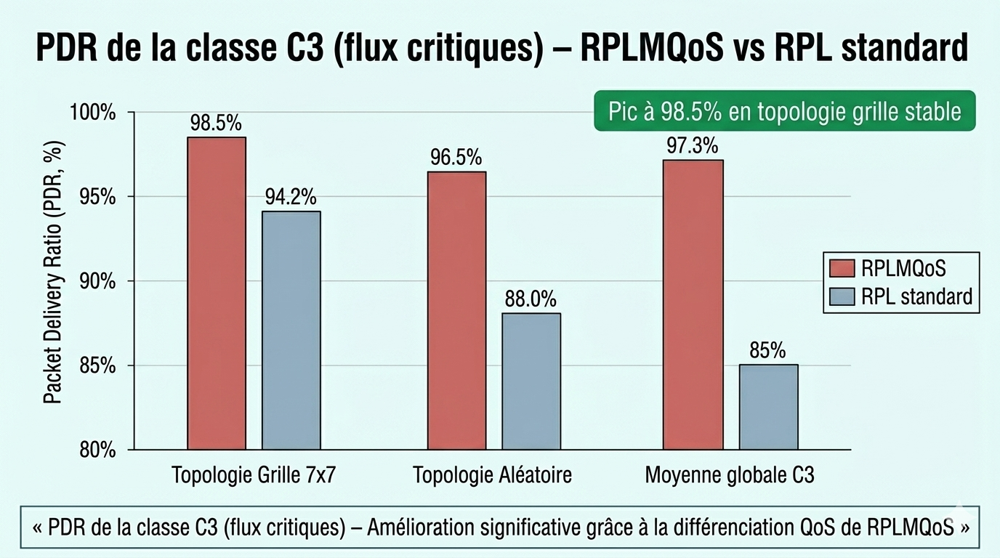 PDR de la classe C3 (flux critiques) – RPLMQoS vs RPL standard
Pic à 98.5% en topologie grille stable
Packet Delivery Ratio (PDR, %)
100%
95%
90%
85%
80%
98.5%
94.2%
96.5%
88.0%
97.3%
85%
RPLMQoS
RPL standard
Topologie Grille 7x7
Topologie Aléatoire
Moyenne globale C3
« PDR de la classe C3 (flux critiques) – Amélioration significative grâce à la différenciation QoS de RPLMQoS »